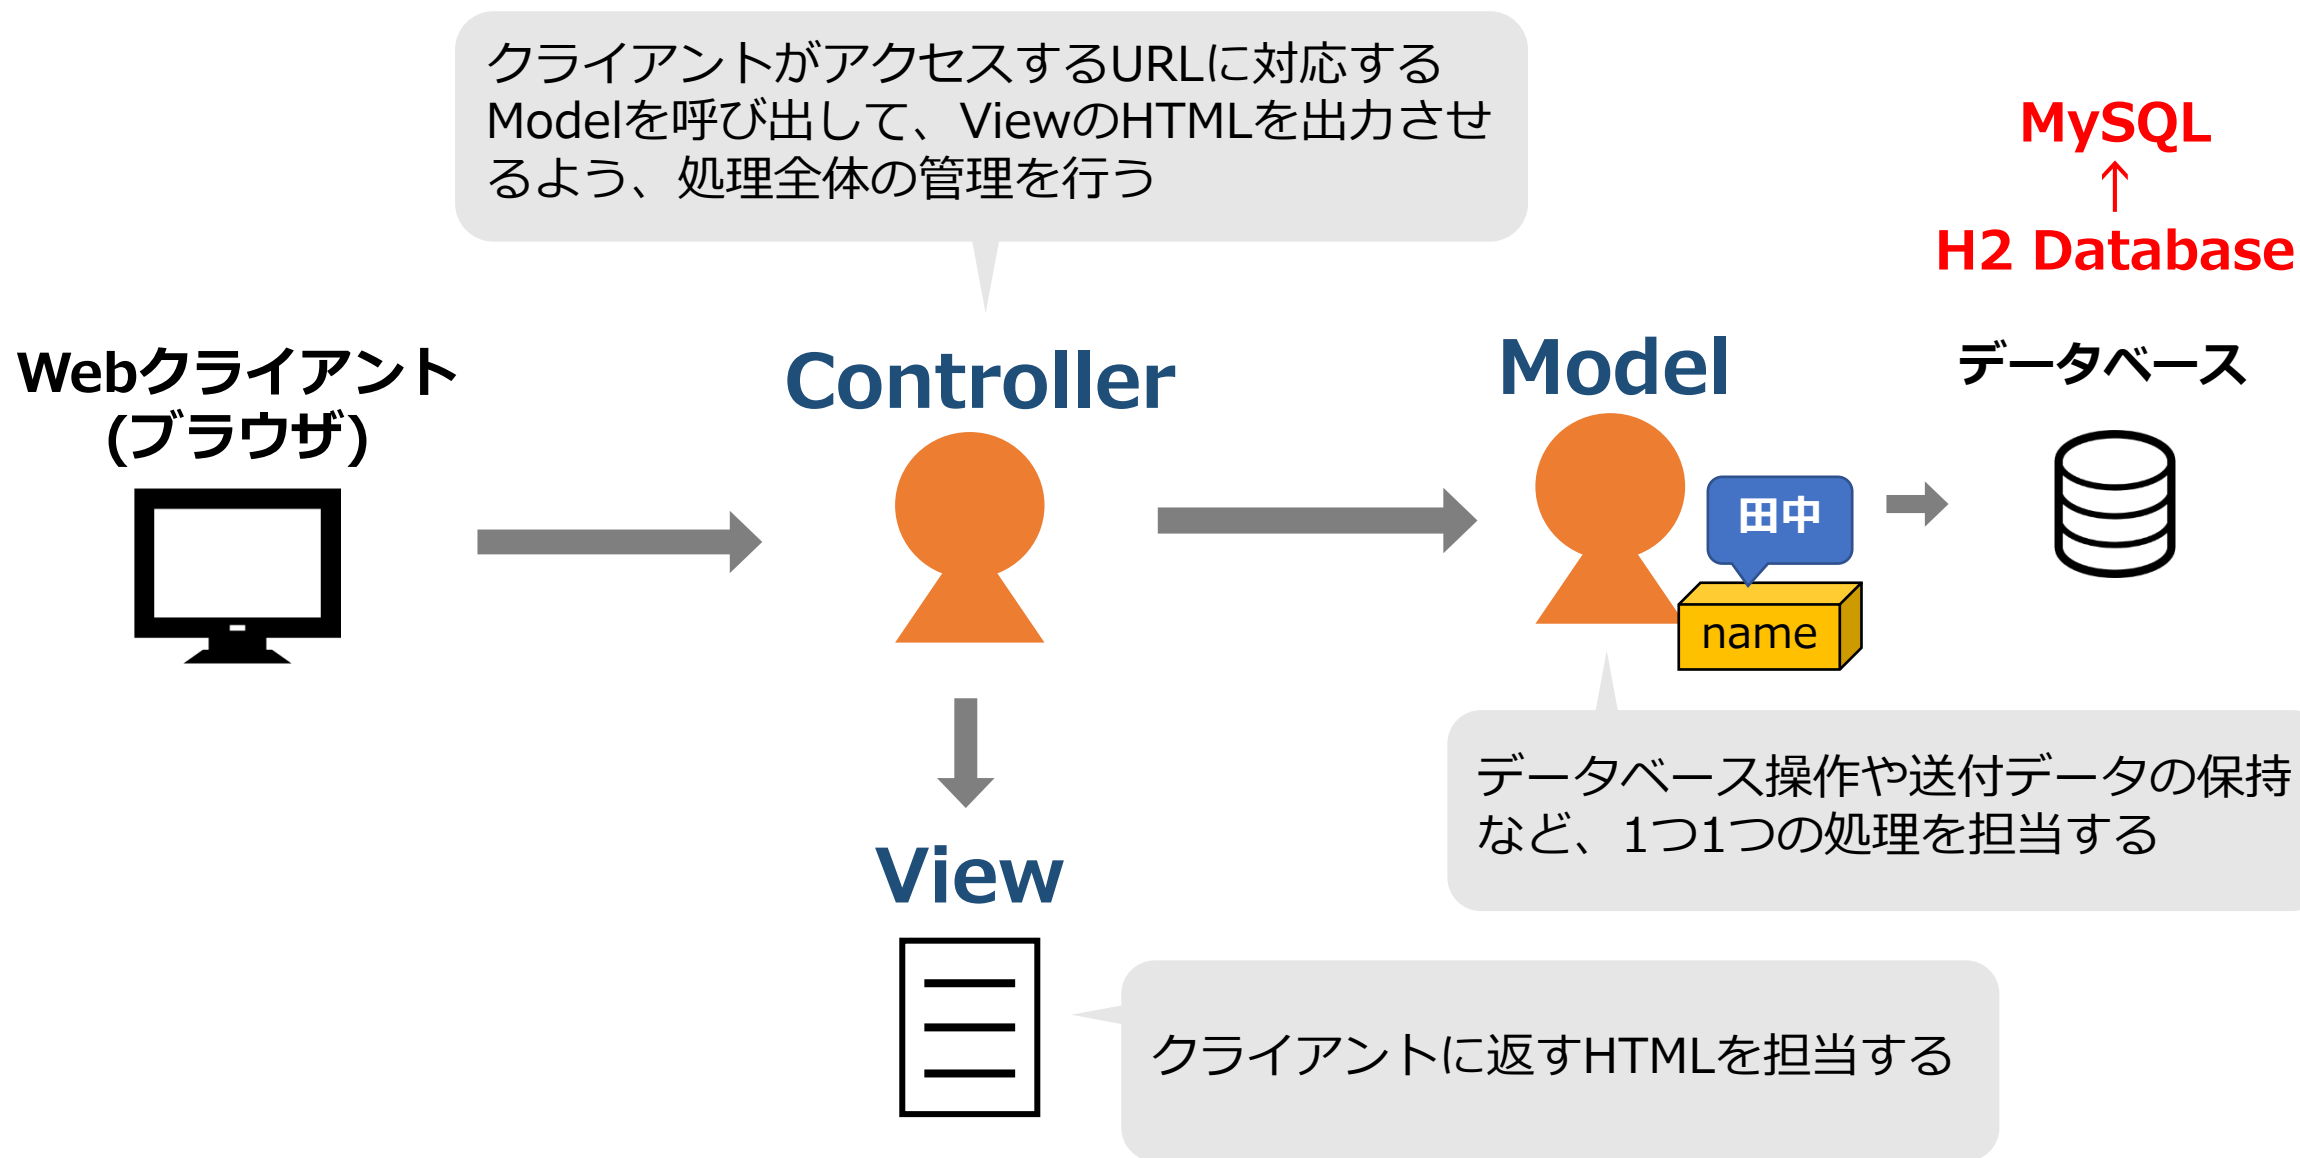 クライアントがアクセスするURLに対応する
Modelを呼び出して、ViewのHTMLを出力させ
るよう、処理全体の管理を行う
MySQL
↑
H2 Database
Webクライアント
(ブラウザ)
Controller
Model
データベース
田中
name
データベース操作や送付データの保持
など、1つ1つの処理を担当する
View
クライアントに返すHTMLを担当する